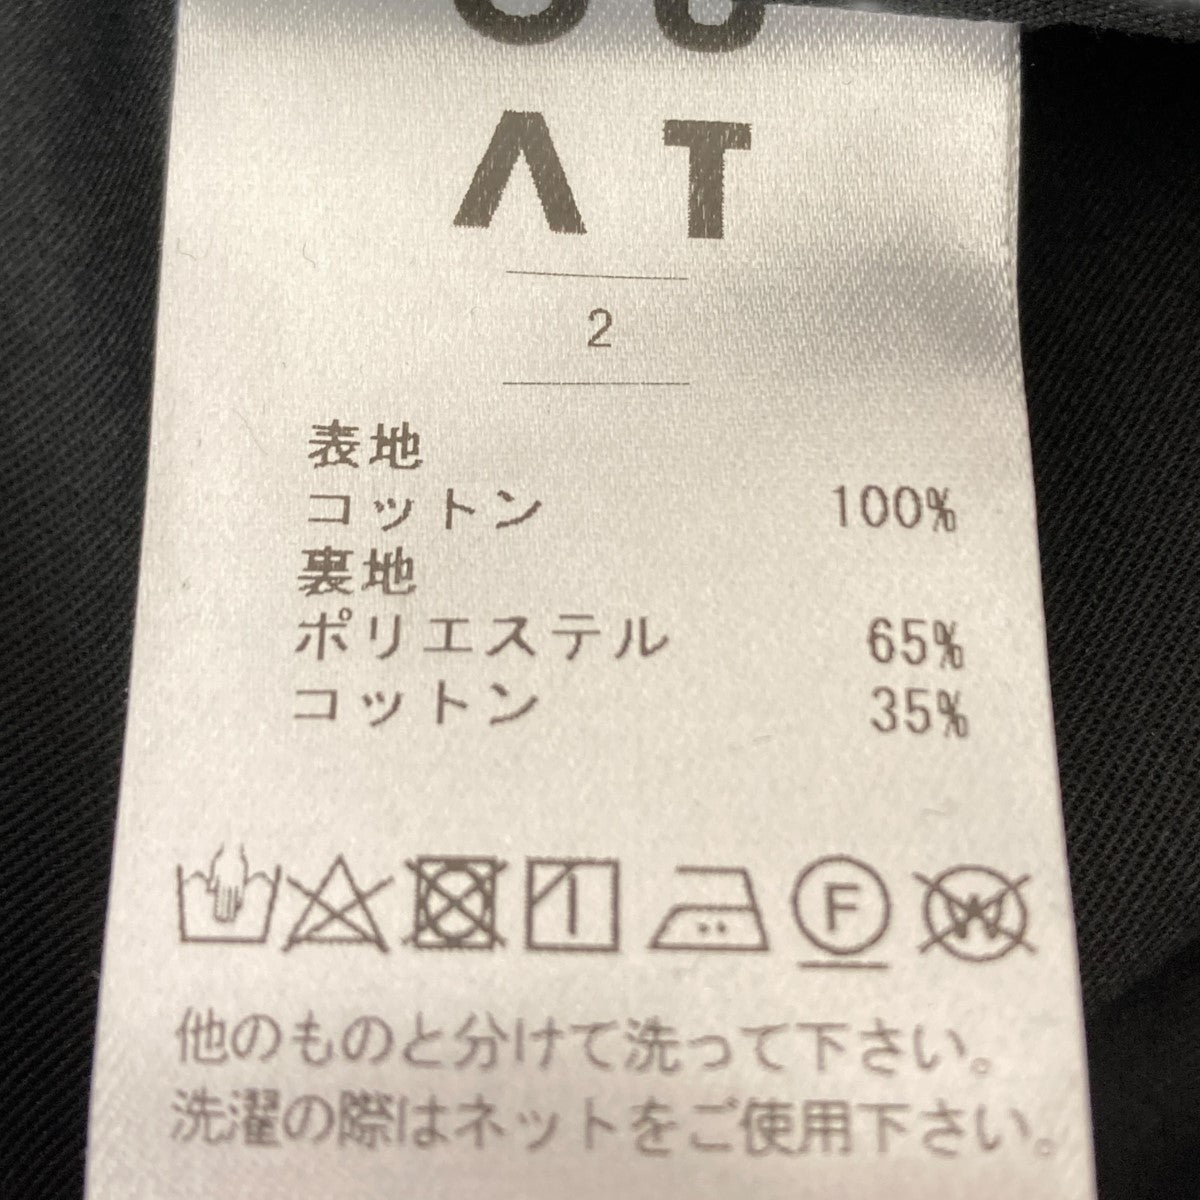 ΛT
2
表地
コットン 100%
裏地
ポリエステル 65%
コットン 35%
F W
他のものと分けて洗って下さい。
洗濯の際はネットをご使用下さい。